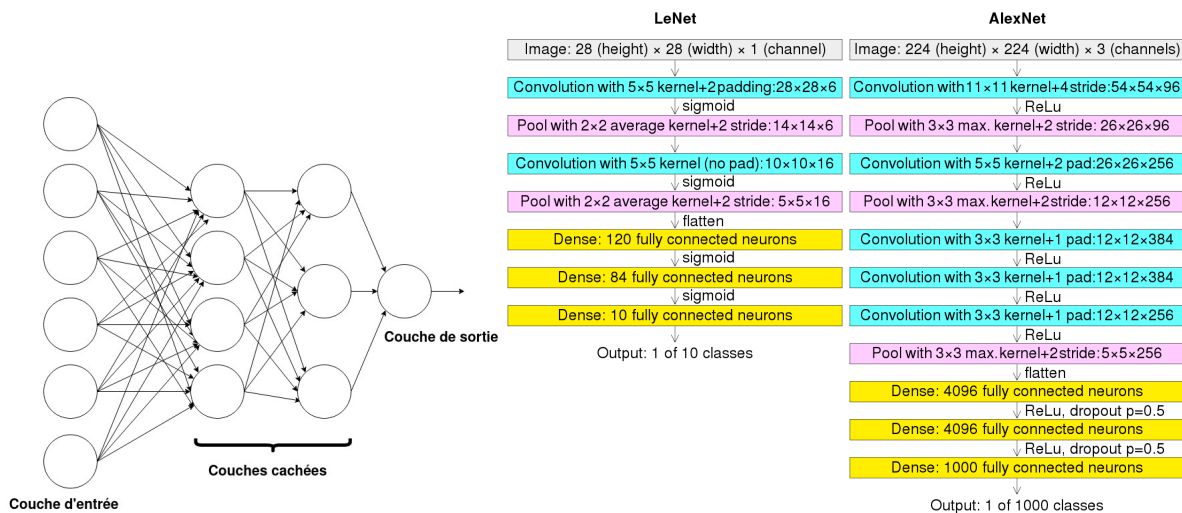 Couche d'entrée
Couches cachées
Couche de sortie
LeNet
Image: 28 (height) × 28 (width) × 1 (channel)
Convolution with 5×5 kernel+2 padding:28×28×6
sigmoid
Pool with 2×2 average kernel+2 stride:14×14×6
Convolution with 5×5 kernel (no pad):10×10×16
sigmoid
Pool with 2×2 average kernel+2 stride: 5×5×16
flatten
Dense: 120 fully connected neurons
sigmoid
Dense: 84 fully connected neurons
sigmoid
Dense: 10 fully connected neurons
Output: 1 of 10 classes
AlexNet
Image: 224 (height) × 224 (width) × 3 (channels)
Convolution with 11×11 kernel+4 stride:54×54×96
ReLu
Pool with 3×3 max. kernel+2 stride: 26×26×96
Convolution with 5×5 kernel+2 pad:26×26×256
ReLu
Pool with 3×3 max.kernel+2stride:12×12×256
Convolution with 3×3 kernel+1 pad:12×12×384
ReLu
Convolution with 3×3 kernel+1 pad:12×12×384
ReLu
Convolution with 3×3 kernel+1 pad:12×12×256
ReLu
Pool with 3×3 max.kernel+2stride:5×5×256
flatten
Dense: 4096 fully connected neurons
ReLu, dropout p=0.5
Dense: 4096 fully connected neurons
ReLu, dropout p=0.5
Dense: 1000 fully connected neurons
Output: 1 of 1000 classes